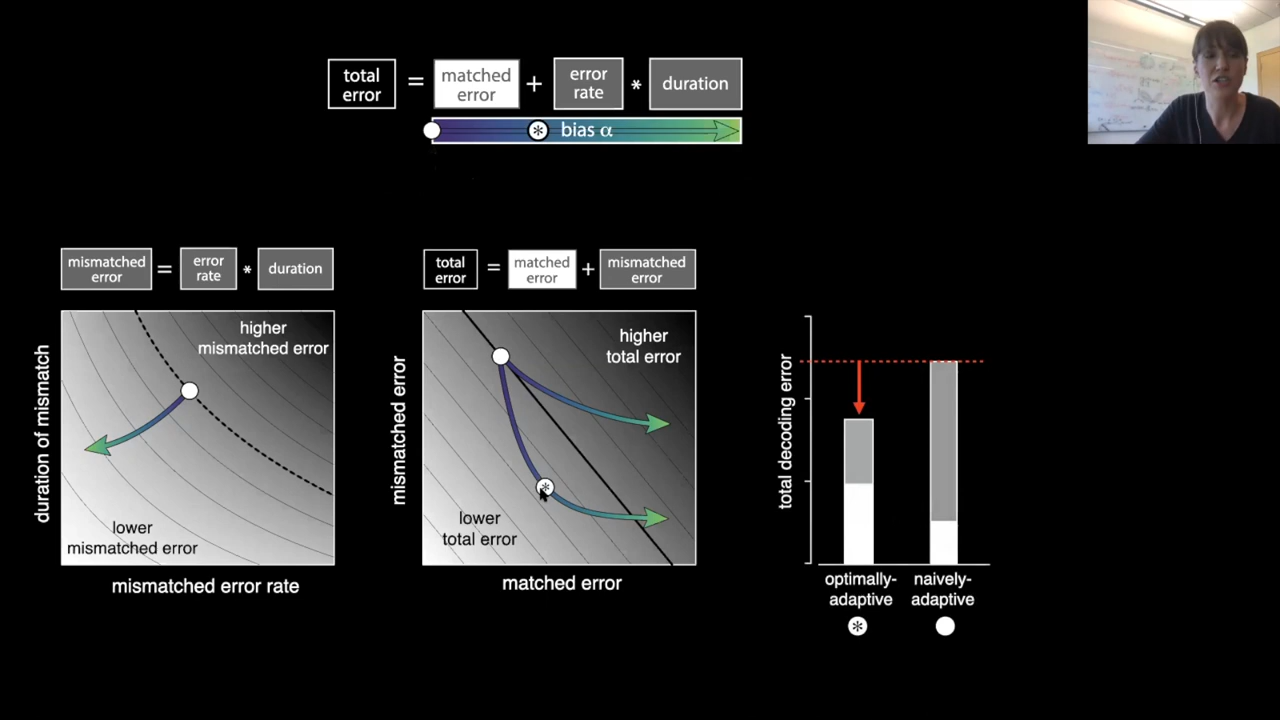 total
error
=
matched
error
+
error
rate
*
duration
* bias α
mismatched
error
=
error
rate
*
duration
total
error
=
matched
error
+
mismatched
error
duration of mismatch
higher
mismatched error
lower
mismatched error
mismatched error rate
mismatched error
higher
total error
*
lower
total error
matched error
total decoding error
optimally-
adaptive
*
naively-
adaptive